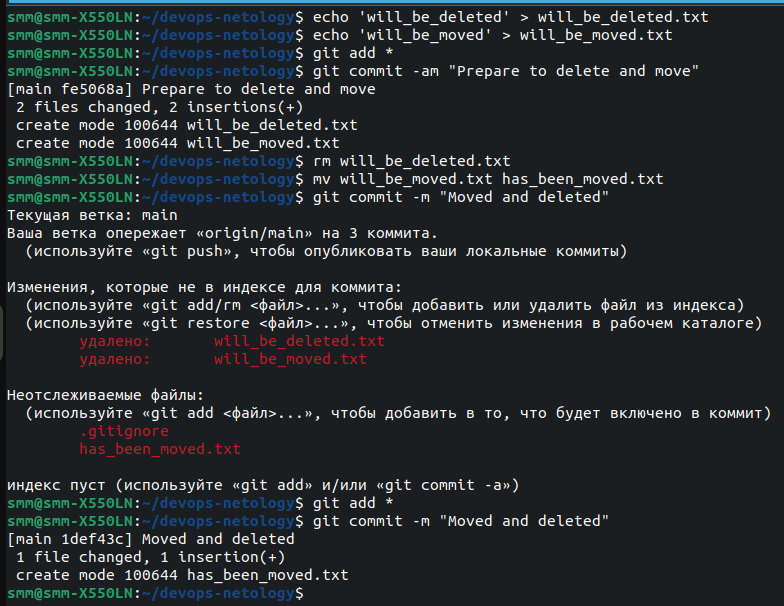 smm@smm-X550LN:~/devops-netology$ echo 'will_be_deleted' > will_be_deleted.txt
smm@smm-X550LN:~/devops-netology$ echo 'will_be_moved' > will_be_moved.txt
smm@smm-X550LN:~/devops-netology$ git add *
smm@smm-X550LN:~/devops-netology$ git commit -am "Prepare to delete and move"
[main fe5068a] Prepare to delete and move
 2 files changed, 2 insertions(+)
 create mode 100644 will_be_deleted.txt
 create mode 100644 will_be_moved.txt
smm@smm-X550LN:~/devops-netology$ rm will_be_deleted.txt
smm@smm-X550LN:~/devops-netology$ mv will_be_moved.txt has_been_moved.txt
smm@smm-X550LN:~/devops-netology$ git commit -m "Moved and deleted"
Текущая ветка: main
Ваша ветка опережает «origin/main» на 3 коммита.
  (используйте «git push», чтобы опубликовать ваши локальные коммиты)

Изменения, которые не в индексе для коммита:
  (используйте «git add/rm <файл>...», чтобы добавить или удалить файл из индекса)
  (используйте «git restore <файл>...», чтобы отменить изменения в рабочем каталоге)
        удалено:       will_be_deleted.txt
        удалено:       will_be_moved.txt

Неотслеживаемые файлы:
  (используйте «git add <файл>...», чтобы добавить в то, что будет включено в коммит)
        .gitignore
        has_been_moved.txt

индекс пуст (используйте «git add» и/или «git commit -a»)
smm@smm-X550LN:~/devops-netology$ git add *
smm@smm-X550LN:~/devops-netology$ git commit -m "Moved and deleted"
[main 1def43c] Moved and deleted
 1 file changed, 1 insertion(+)
 create mode 100644 has_been_moved.txt
smm@smm-X550LN:~/devops-netology$